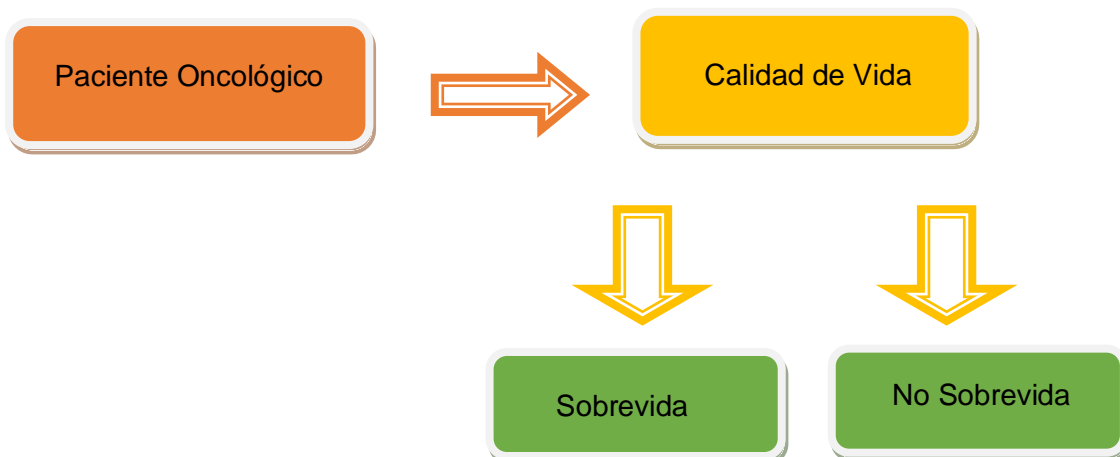 Paciente Oncológico
Calidad de Vida
Sobrevida
No Sobrevida